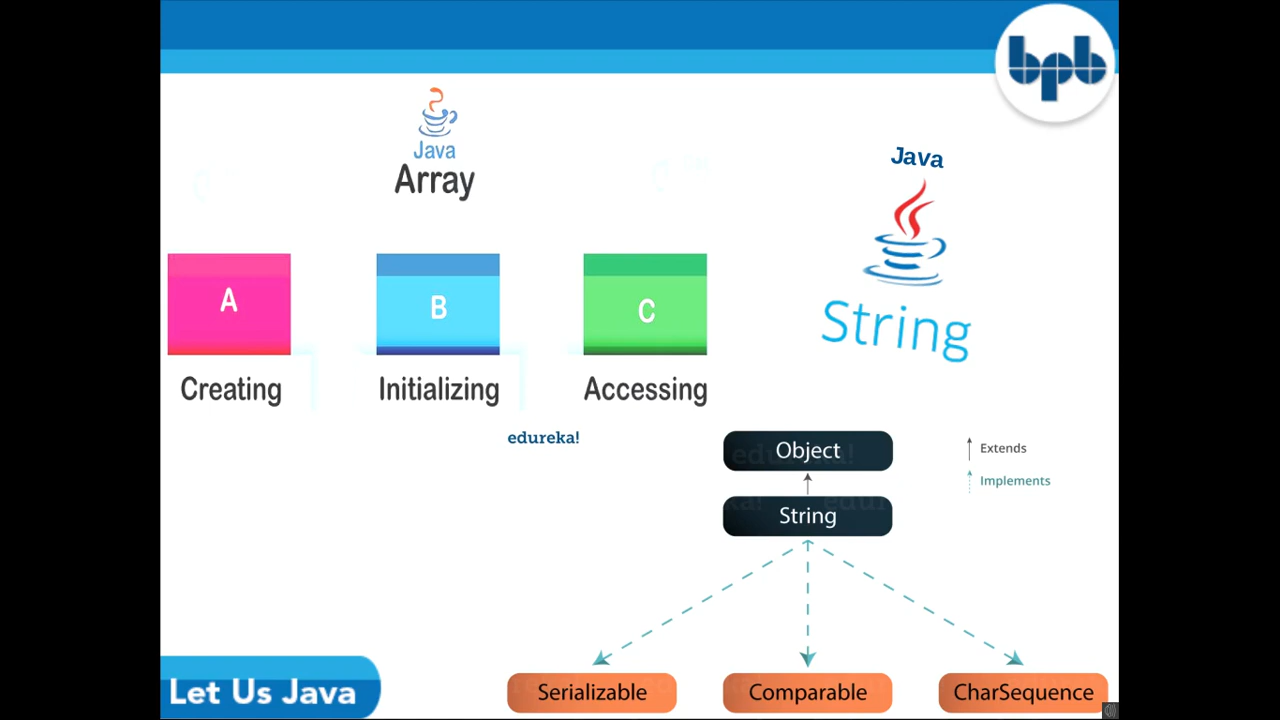 bpb
Java
Array
A
B
C
Creating
Initializing
Accessing
edureka!
Java
String
Object
String
Extends
Implements
Serializable
Comparable
CharSequence
Let Us Java